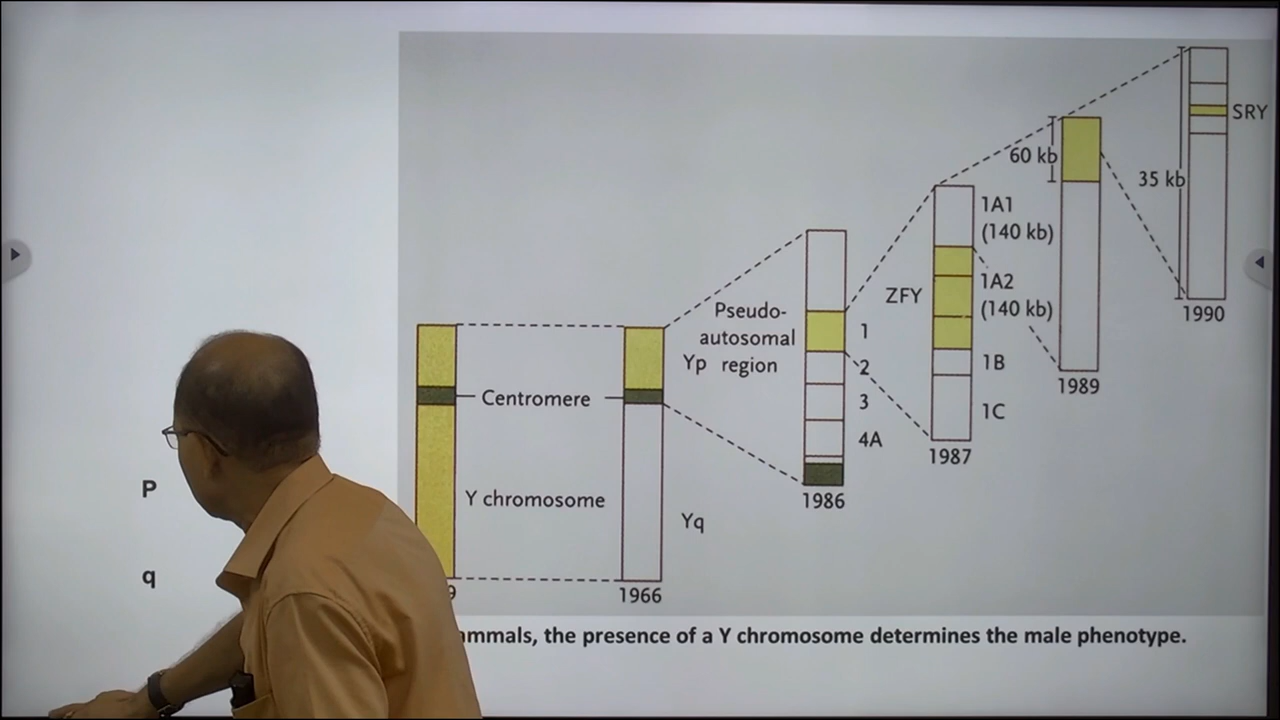 SRY
60 kb
35 kb
1A1
(140 kb)
ZFY
1A2
(140 kb)
1990
Pseudo-
autosomal
Yp region
1
2
3
4A
1B
1C
1989
Centromere
1987
P
Y chromosome
1986
Yq
q
9
1966
ammals, the presence of a Y chromosome determines the male phenotype.